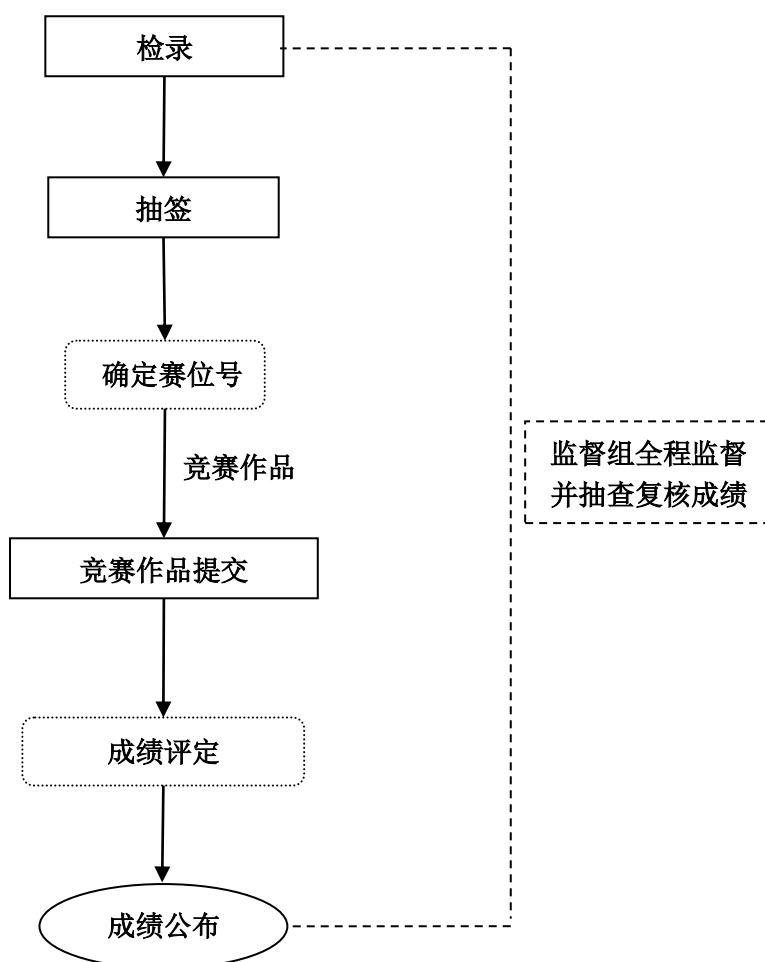 检录
抽签
确定赛位号
竞赛作品
监督组全程监督
并抽查复核成绩
竞赛作品提交
成绩评定
成绩公布